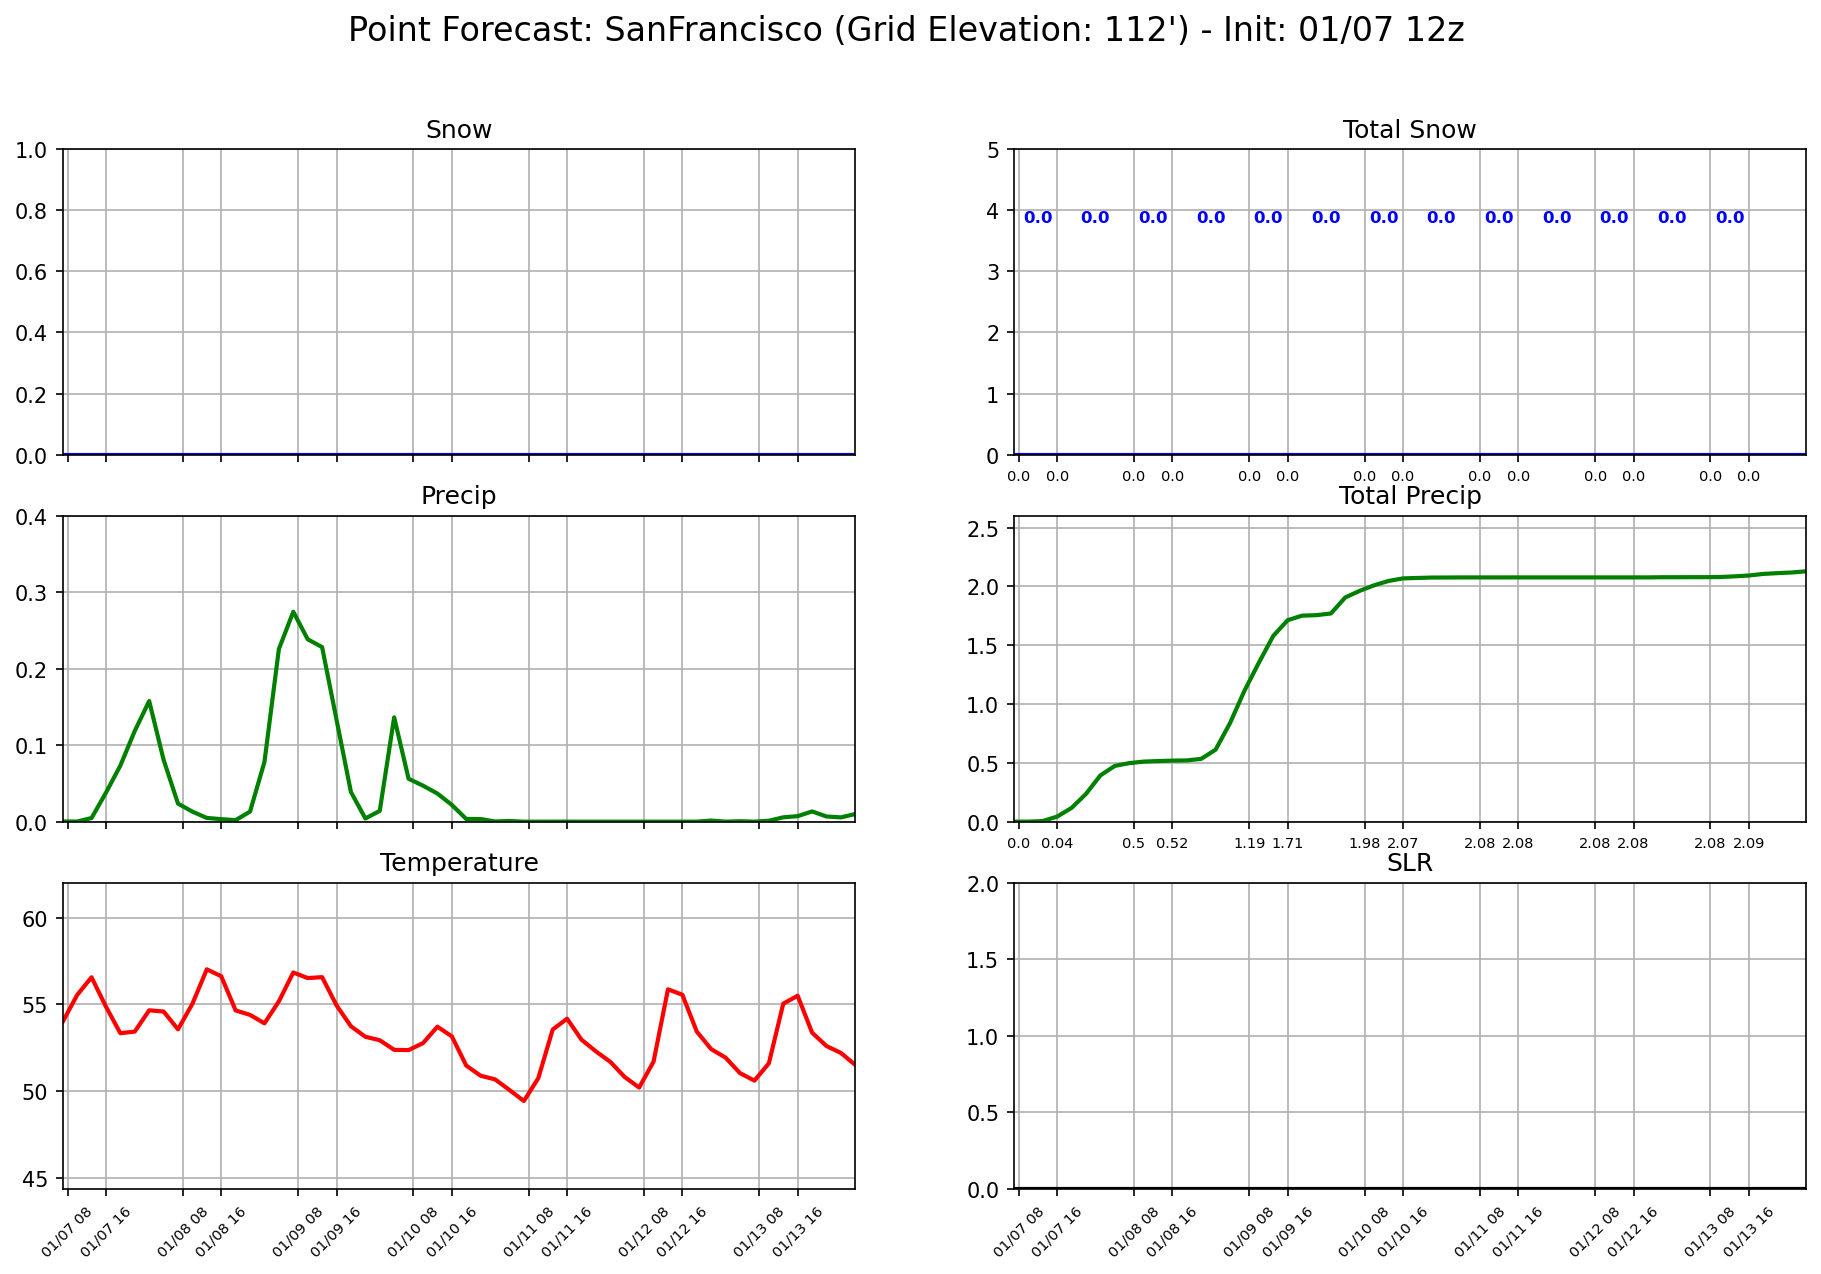 Point Forecast: SanFrancisco (Grid Elevation: 112') - Init: 01/07 12z
Snow
1.0
0.8
0.6
0.4
0.2
0.0
Total Snow
5
4
3
2
1
0
0.0 0.0 0.0 0.0 0.0 0.0 0.0 0.0 0.0 0.0 0.0 0.0 0.0
0.0 0.0 0.0 0.0 0.0 0.0 0.0 0.0 0.0 0.0 0.0 0.0 0.0 0.0
Precip
0.4
0.3
0.2
0.1
0.0
Total Precip
2.5
2.0
1.5
1.0
0.5
0.0
0.0 0.04 0.5 0.52 1.19 1.71 1.98 2.07 2.08 2.08 2.08 2.08 2.08 2.09
Temperature
60
55
50
45
01/07 08 01/07 16 01/08 08 01/08 16 01/09 08 01/09 16 01/10 08 01/10 16 01/11 08 01/11 16 01/12 08 01/12 16 01/13 08 01/13 16
SLR
2.0
1.5
1.0
0.5
0.0
01/07 08 01/07 16 01/08 08 01/08 16 01/09 08 01/09 16 01/10 08 01/10 16 01/11 08 01/11 16 01/12 08 01/12 16 01/13 08 01/13 16